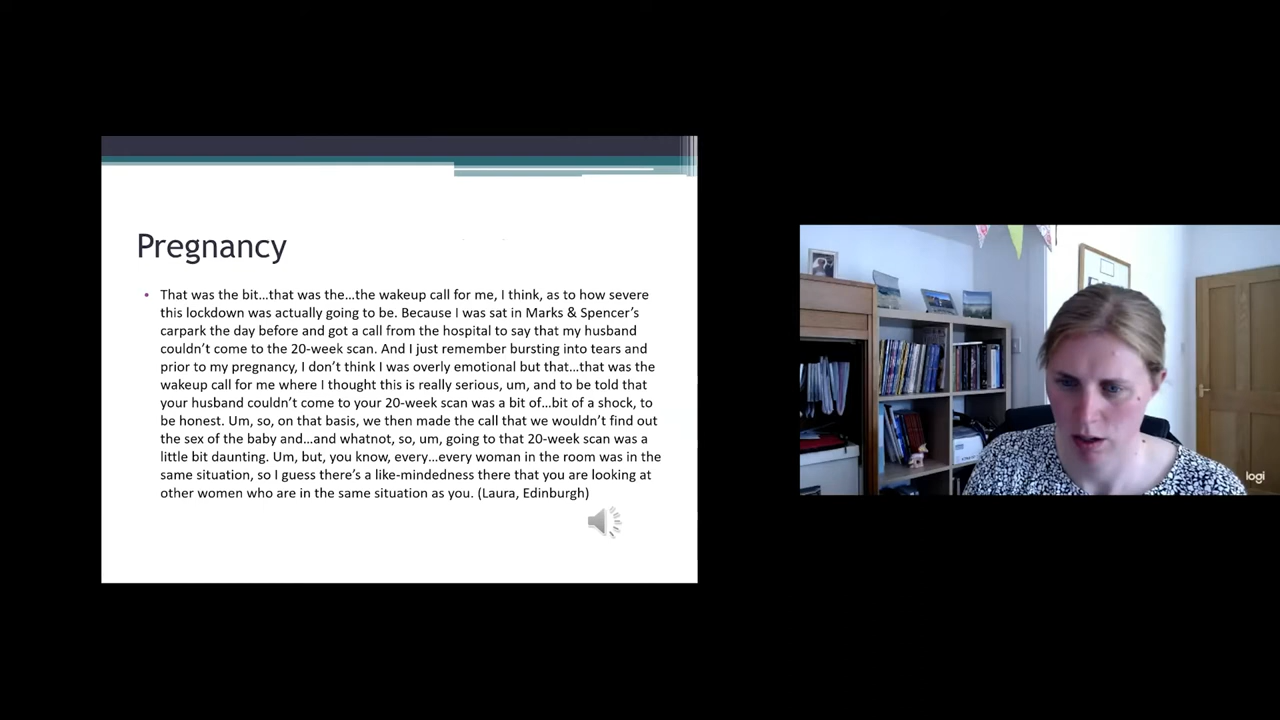 Pregnancy
• That was the bit…that was the…the wakeup call for me, I think, as to how severe
this lockdown was actually going to be. Because I was sat in Marks & Spencer’s
carpark the day before and got a call from the hospital to say that my husband
couldn’t come to the 20-week scan. And I just remember bursting into tears and
prior to my pregnancy, I don’t think I was overly emotional but that…that was the
wakeup call for me where I thought this is really serious, um, and to be told that
your husband couldn’t come to your 20-week scan was a bit of…bit of a shock, to
be honest. Um, so, on that basis, we then made the call that we wouldn’t find out
the sex of the baby and…and whatnot, so, um, going to that 20-week scan was a
little bit daunting. Um, but, you know, every…every woman in the room was in the
same situation, so I guess there’s a like-mindedness there that you are looking at
other women who are in the same situation as you. (Laura, Edinburgh)
logi